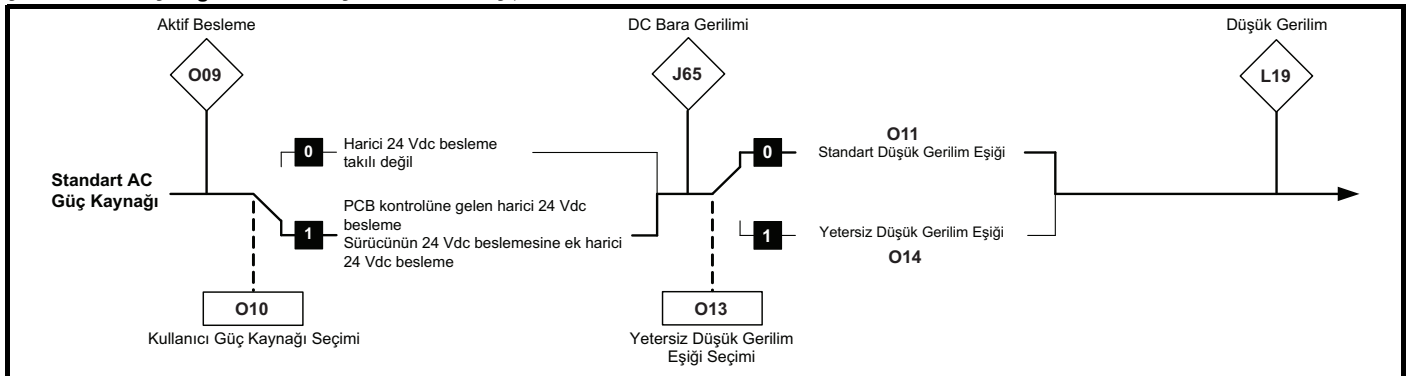 Aktif Besleme
DC Bara Gerilimi
Düşük Gerilim
O09
J65
L19
0
Harici 24 Vdc besleme
takılı değil
0
O11
Standart Düşük Gerilim Eşiği
Standart AC
Güç Kaynağı
1
PCB kontrolüne gelen harici 24 Vdc
besleme
Sürücünün 24 Vdc beslemesine ek harici
24 Vdc besleme
1
Yetersiz Düşük Gerilim Eşiği
O14
O10
Kullanıcı Güç Kaynağı Seçimi
O13
Yetersiz Düşük Gerilim
Eşiği Seçimi